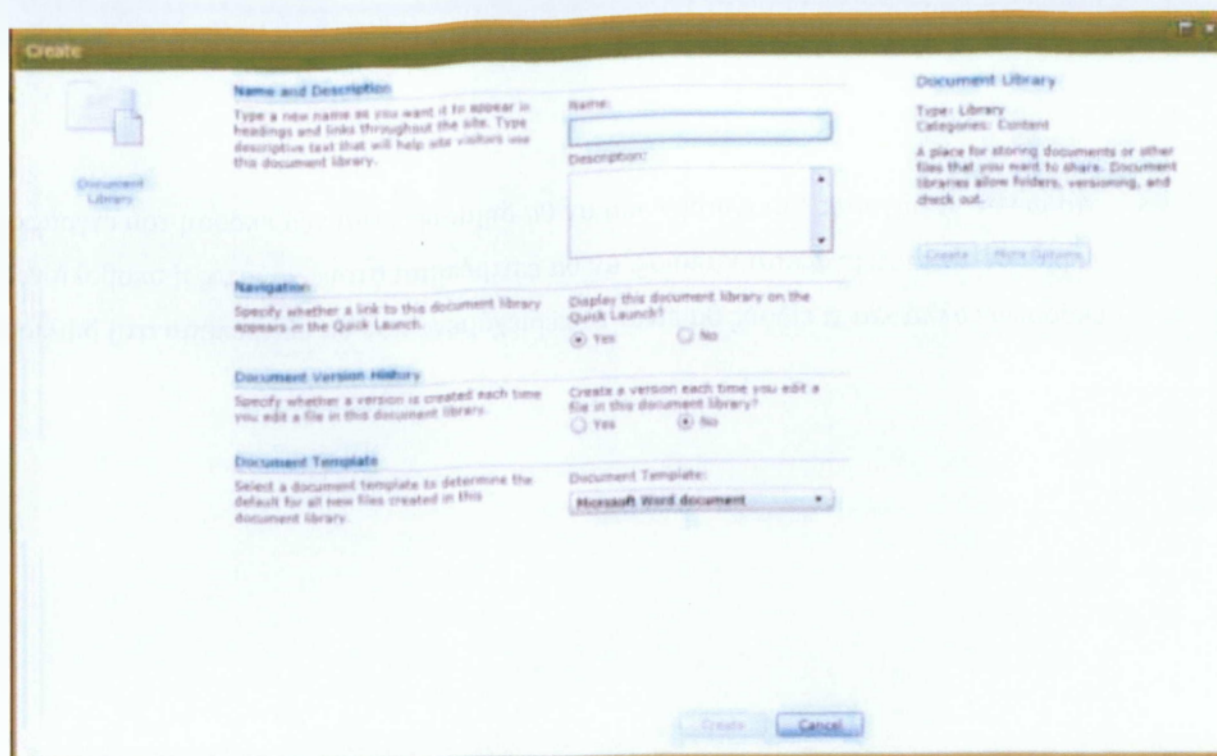 Create
Document
Library
Name and Description
Type a new name as you want it to appear in
headings and links throughout the site. Type
descriptive text that will help site visitors use
this document library.
Name:
Description:
Navigation
Specify whether a link to this document library
appears in the Quick Launch.
Display this document library on the
Quick Launch?
Yes No
Document Version History
Specify whether a version is created each time
you edit a file in this document library.
Create a version each time you edit a
file in this document library?
Yes No
Document Template
Select a document template to determine the
default for all new files created in this
document library.
Document Template:
Microsoft Word document
Document Library
Type: Library
Categories: Content
A place for storing documents or other
files that you want to share. Document
libraries allow folders, versioning, and
check out.
Create More Options
Create Cancel